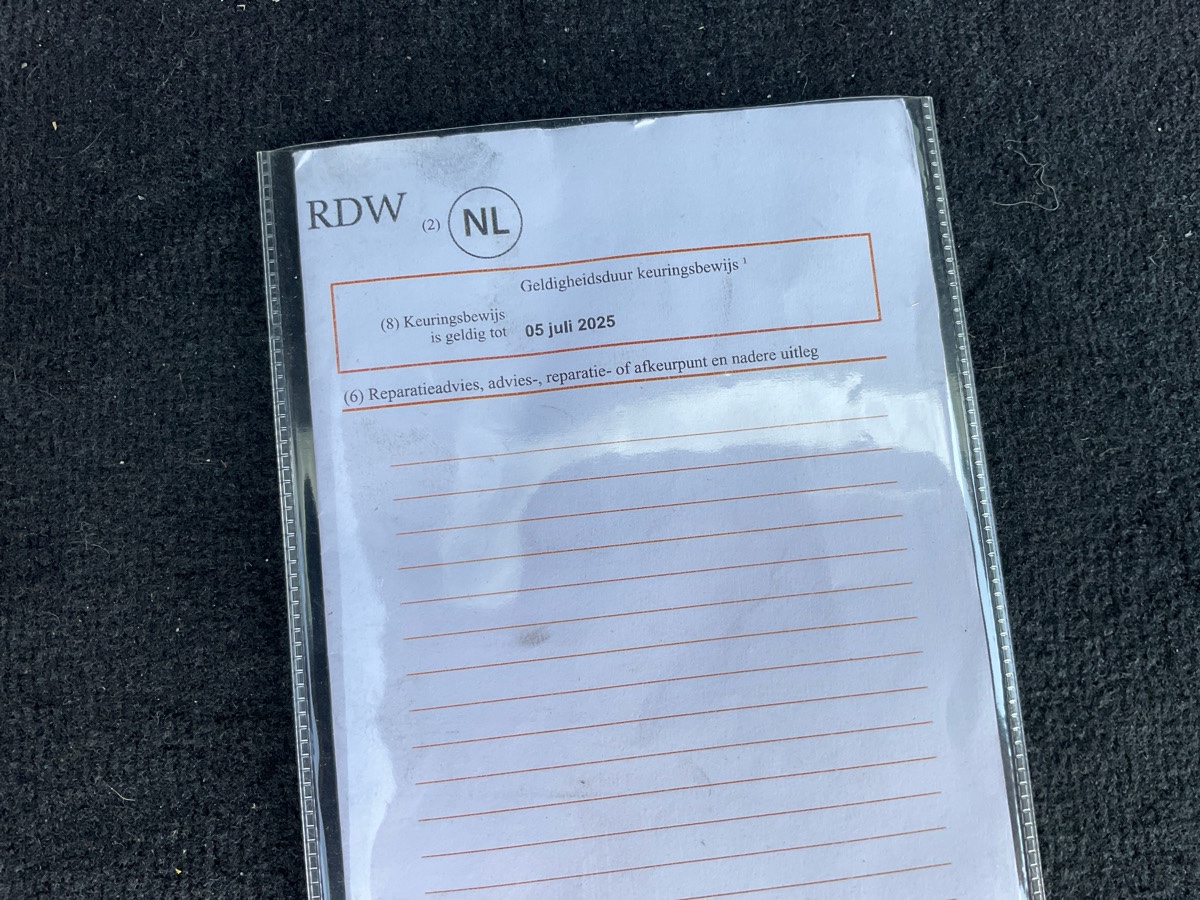 RDW (2) NL
Geldigheidsduur keuringsbewijs ¹
(8) Keuringsbewijs
is geldig tot 05 juli 2025
(6) Reparatieadvies, advies-, reparatie- of afkeurpunt en nadere uitleg